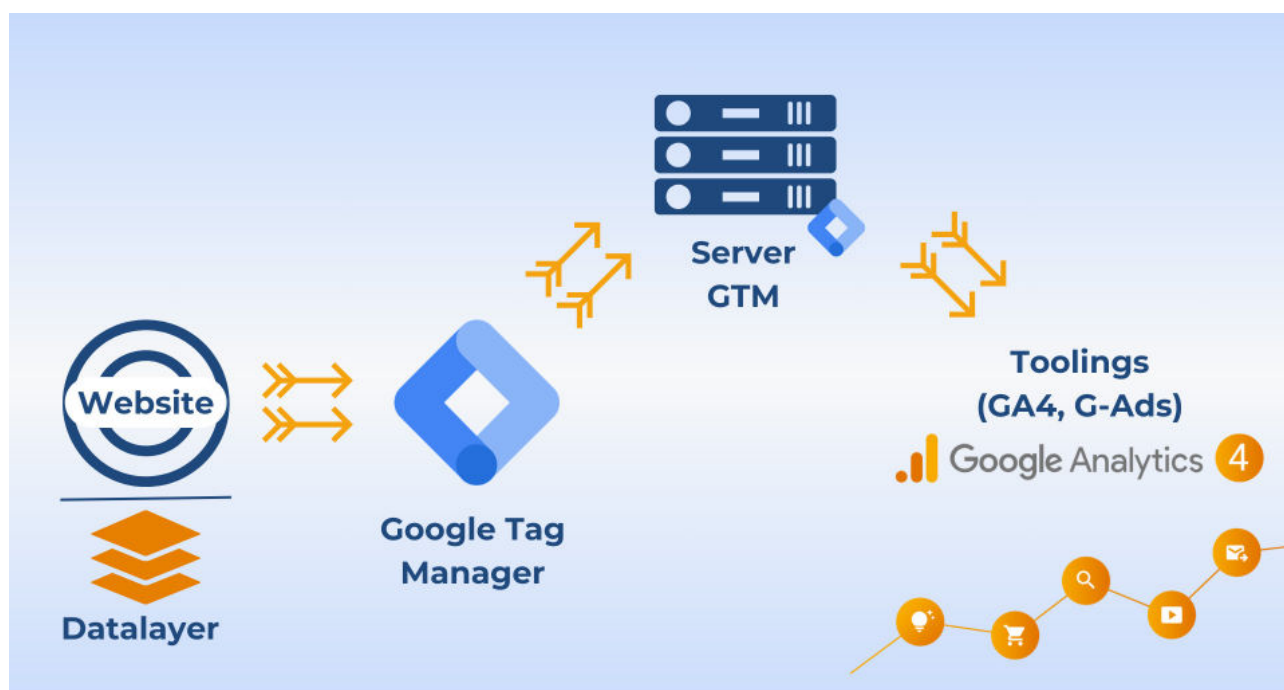 Website
Datalayer
Google Tag
Manager
Server
GTM
Toolings
(GA4, G-Ads)
Google Analytics 4